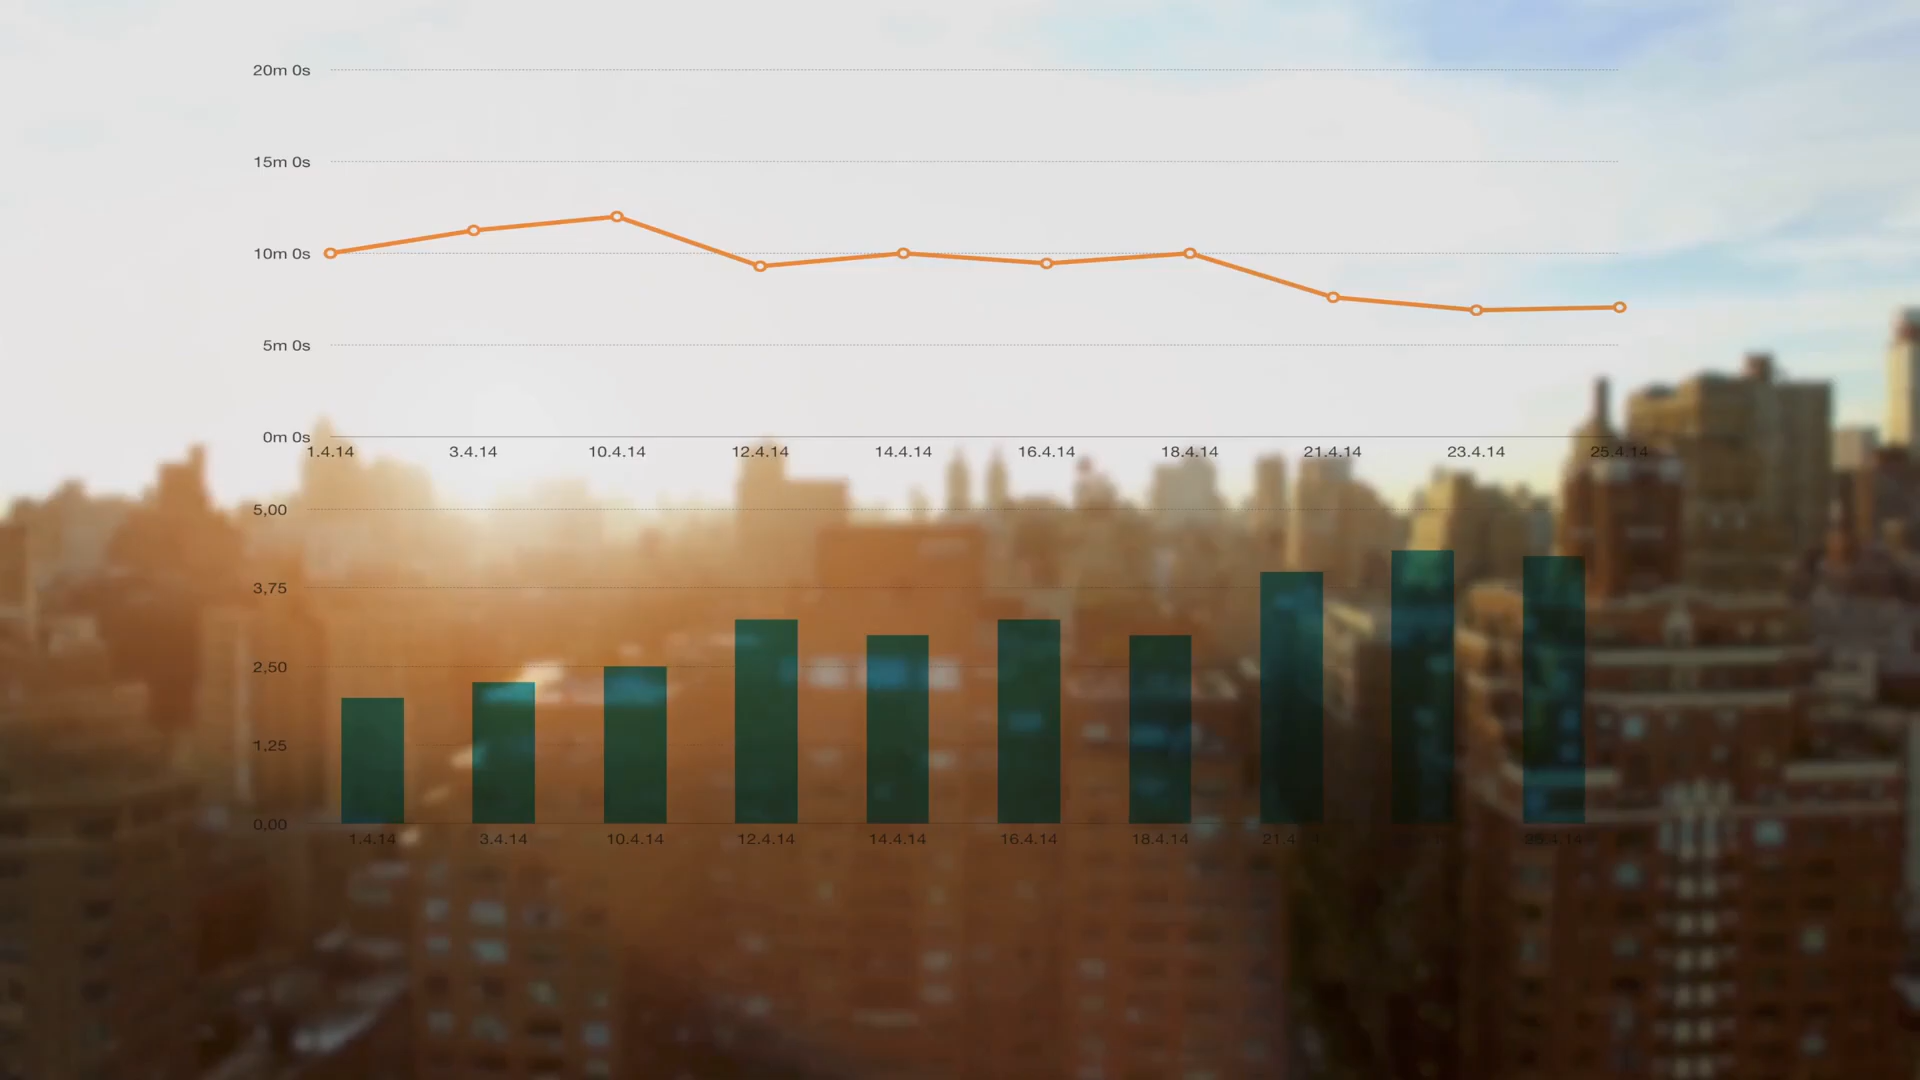 20m 0s
15m 0s
10m 0s
5m 0s
0m 0s
1.4.14 3.4.14 10.4.14 12.4.14 14.4.14 16.4.14 18.4.14 21.4.14 23.4.14 25.4.14
5,00
3,75
2,50
1,25
0,00
1.4.14 3.4.14 10.4.14 12.4.14 14.4.14 16.4.14 18.4.14 25.4.14